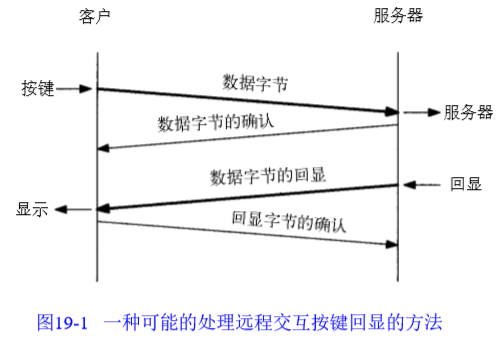 客户
服务器
按键
数据字节
服务器
数据字节的确认
数据字节的回显
回显
显示
回显字节的确认
图19-1 一种可能的处理远程交互按键回显的方法